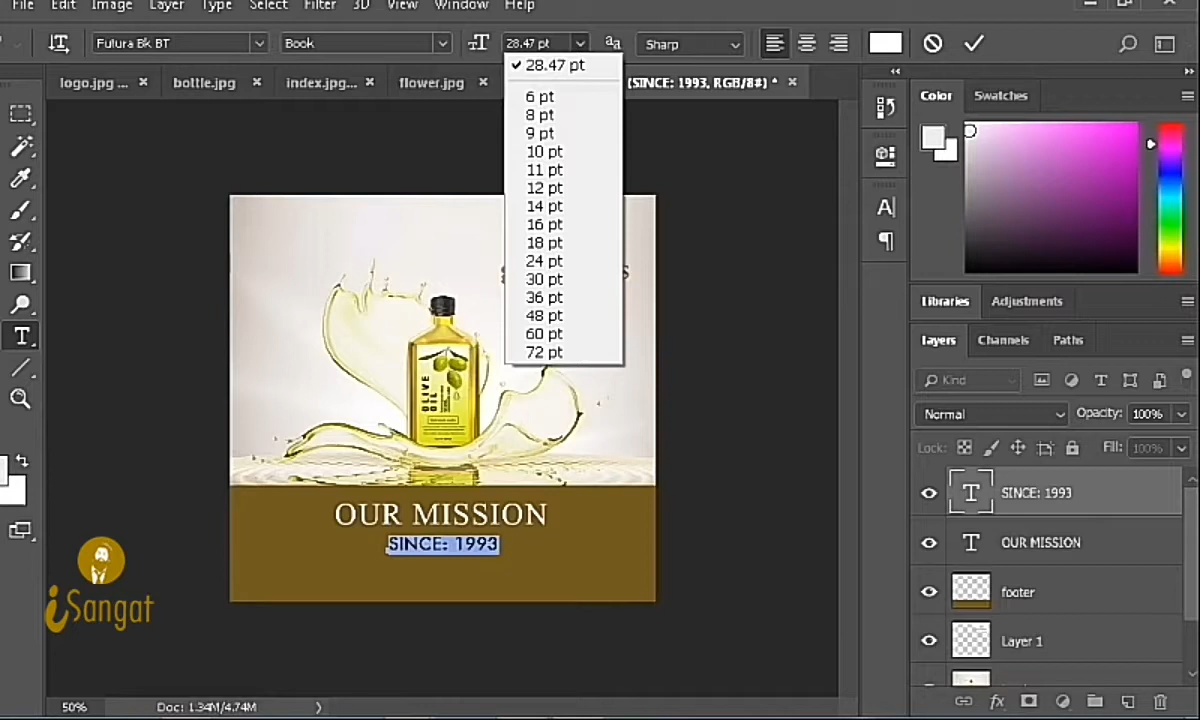 File Edit Image Layer Type Select Filter 3D View Window Help
Futura Bk BT Book 28.47 pt aa Sharp
logo.jpg ... × bottle.jpg × index.jpg... × flower.jpg × (SINCE: 1993, RGB/8#) * ×
28.47 pt
6 pt
8 pt
9 pt
10 pt
11 pt
12 pt
14 pt
16 pt
18 pt
24 pt
30 pt
36 pt
48 pt
60 pt
72 pt
OLIVE
OIL
OUR MISSION
SINCE: 1993
iSangat
Color Swatches
Libraries Adjustments
Layers Channels Paths
Kind
Normal Opacity: 100%
Lock: Fill: 100%
SINCE: 1993
OUR MISSION
footer
Layer 1
50% Doc: 1.34M/4.74M